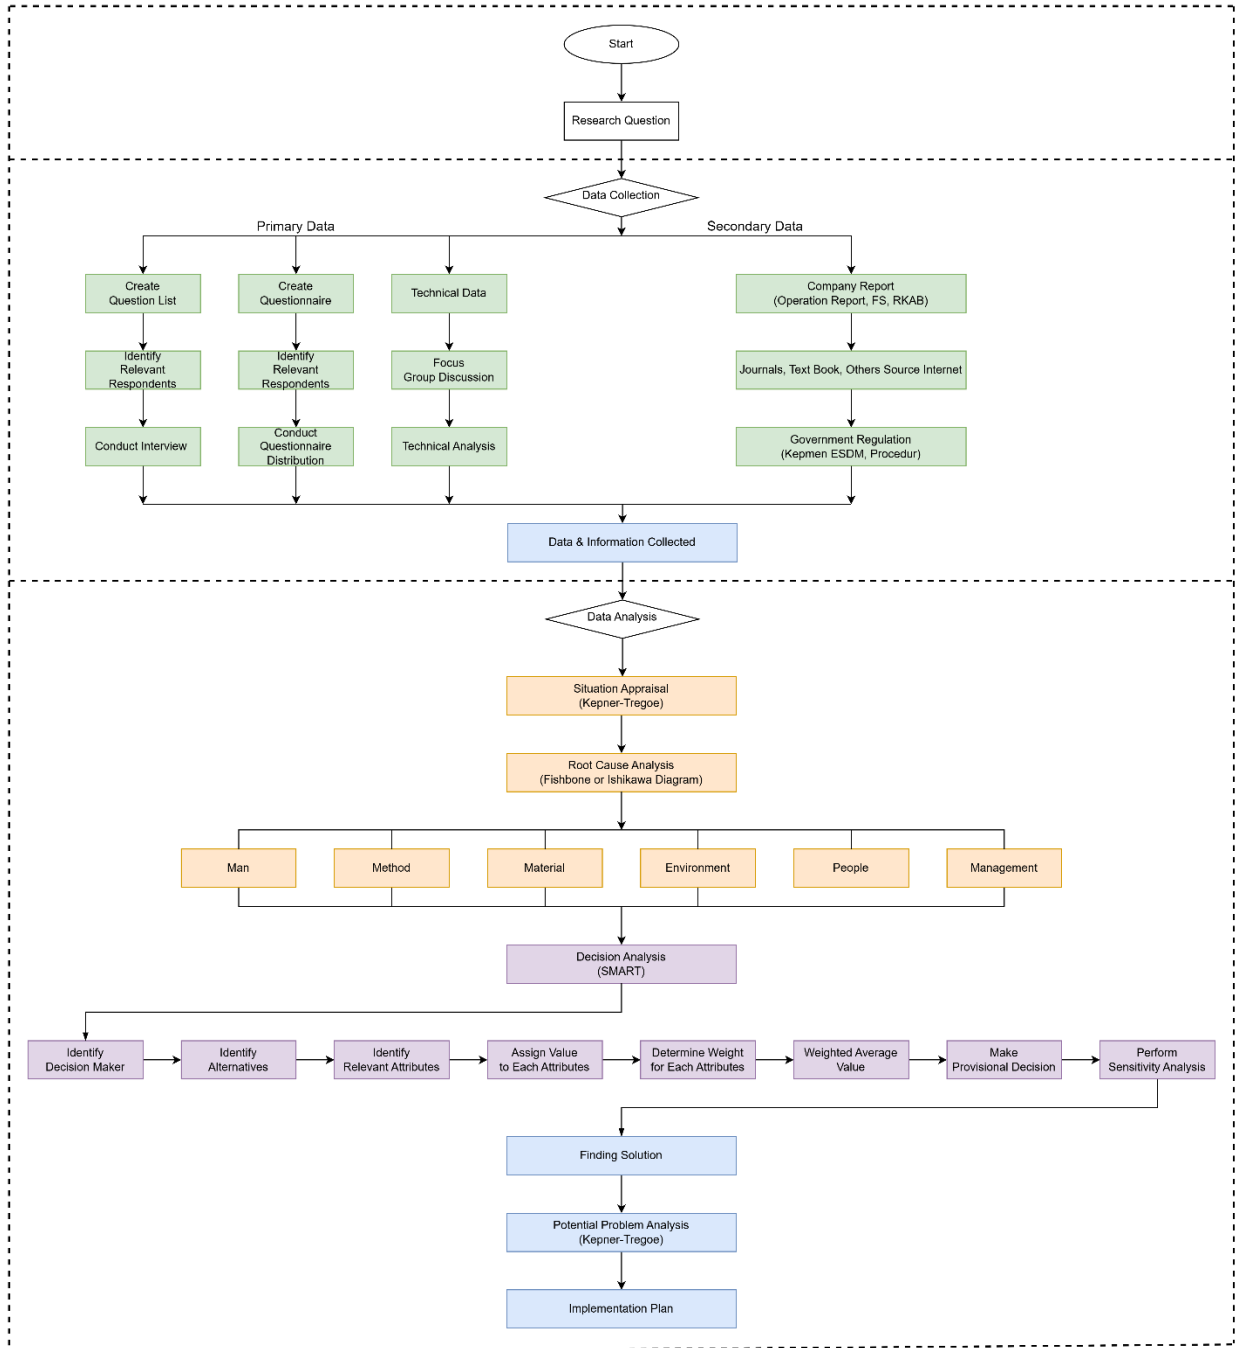 Start
Research Question
Data Collection
Primary Data
Secondary Data
Create
Question List
Create
Questionnaire
Technical Data
Company Report
(Operation Report, FS, RKAB)
Identify
Relevant
Respondents
Identify
Relevant
Respondents
Focus
Group Discussion
Journals, Text Book, Others Source Internet
Conduct Interview
Conduct
Questionnaire
Distribution
Technical Analysis
Government Regulation
(Kepmen ESDM, Procedur)
Data & Information Collected
Data Analysis
Situation Appraisal
(Kepner-Tregoe)
Root Cause Analysis
(Fishbone or Ishikawa Diagram)
Man
Method
Material
Environment
People
Management
Decision Analysis
(SMART)
Identify
Decision Maker
Identify
Alternatives
Identify
Relevant Attributes
Assign Value
to Each Attributes
Determine Weight
for Each Attributes
Weighted Average
Value
Make
Provisional Decision
Perform
Sensitivity Analysis
Finding Solution
Potential Problem Analysis
(Kepner-Tregoe)
Implementation Plan